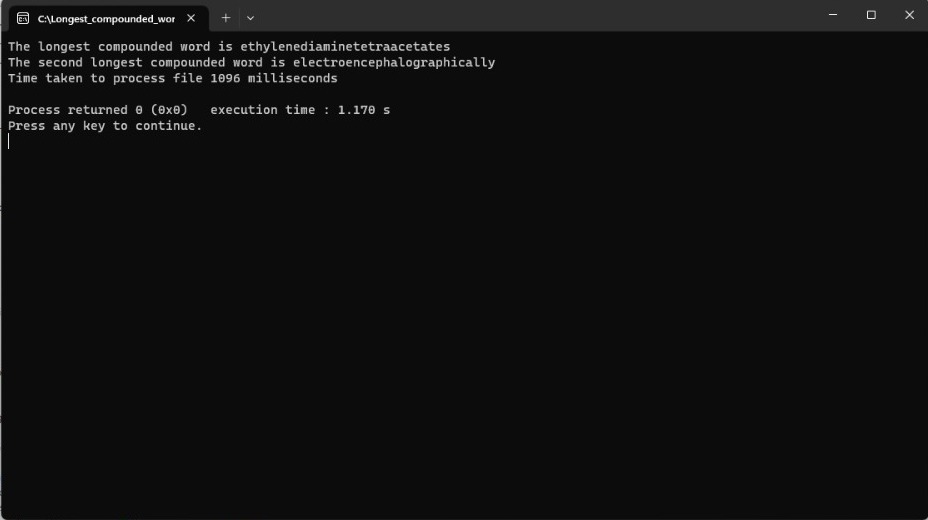 C:\Longest_compounded_wor
The longest compounded word is ethylenediaminetetraacetates
The second longest compounded word is electroencephalographically
Time taken to process file 1096 milliseconds
Process returned 0 (0x0)   execution time : 1.170 s
Press any key to continue.